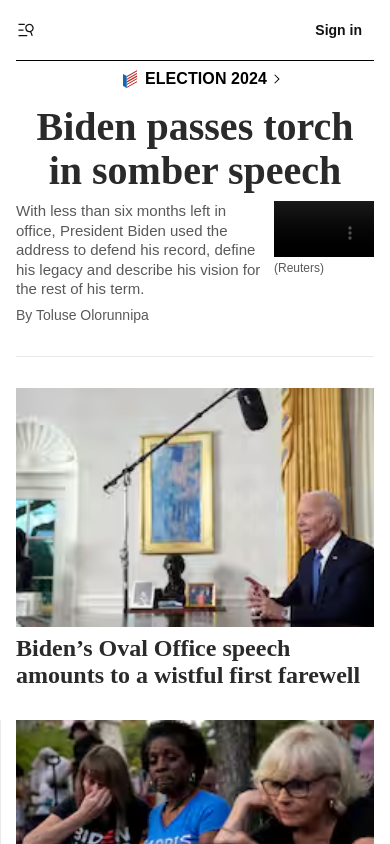 Sign in
ELECTION 2024
Biden passes torch
in somber speech
With less than six months left in
office, President Biden used the
address to defend his record, define
his legacy and describe his vision for
the rest of his term.
(Reuters)
By Toluse Olorunnipa
Biden’s Oval Office speech
amounts to a wistful first farewell
BIDEN